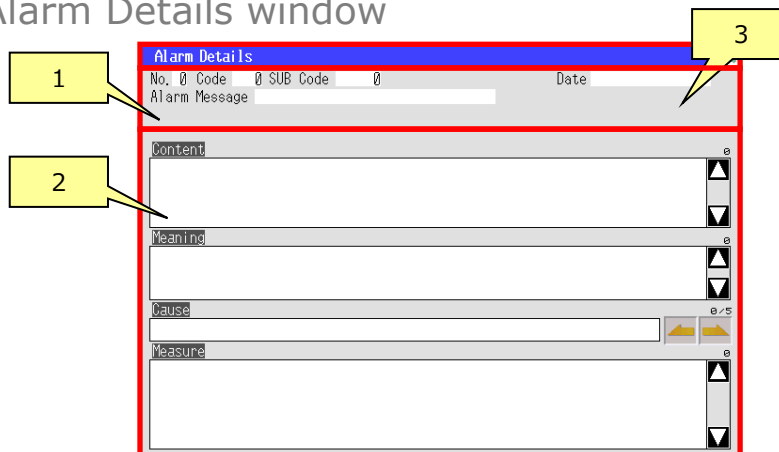 Alarm Details window
3
Alarm Details
1
No. 0 Code 0 SUB Code 0 Date
Alarm Message
Content 0
2
Meaning 0
Cause 0/5
Measure 0